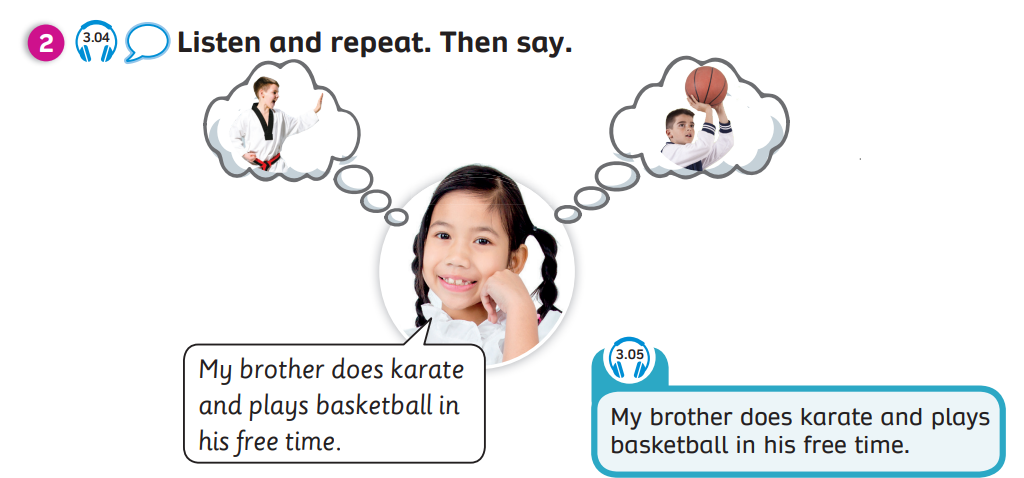 2 3.04 Listen and repeat. Then say.
My brother does karate
and plays basketball in
his free time.
3.05
My brother does karate and plays
basketball in his free time.